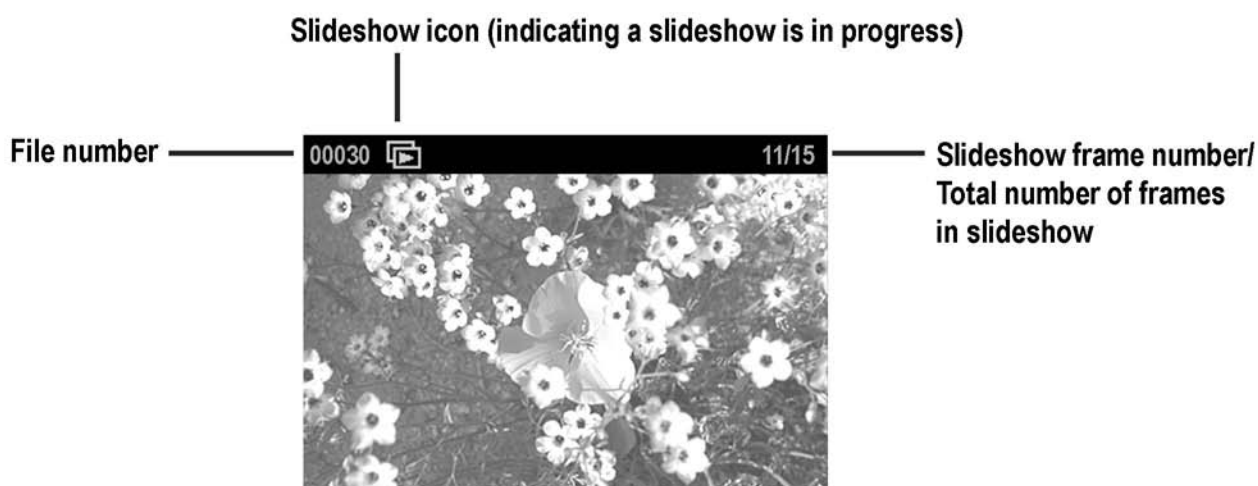 Slideshow icon (indicating a slideshow is in progress)
File number
00030
11/15
Slideshow frame number/
Total number of frames
in slideshow